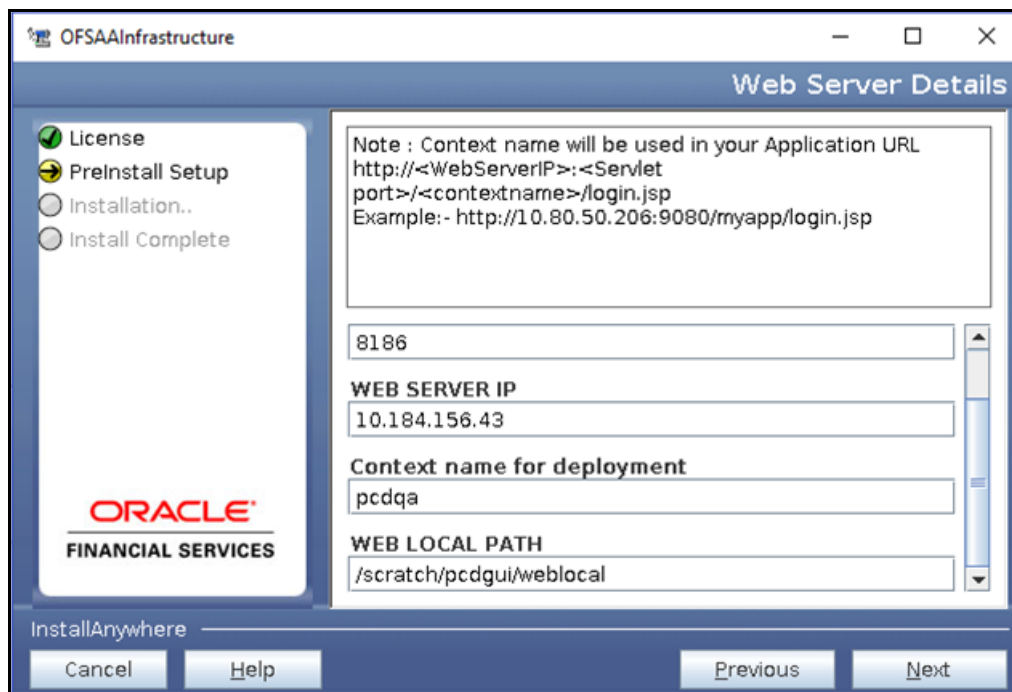 OFSAAInfrastructure
Web Server Details
License
PreInstall Setup
Installation..
Install Complete
Note : Context name will be used in your Application URL
http://<WebServerIP>:<Servlet
port>/<contextname>/login.jsp
Example:- http://10.80.50.206:9080/myapp/login.jsp
8186
WEB SERVER IP
10.184.156.43
Context name for deployment
pcdqa
WEB LOCAL PATH
/scratch/pcdgui/weblocal
ORACLE
FINANCIAL SERVICES
InstallAnywhere
Cancel
Help
Previous
Next